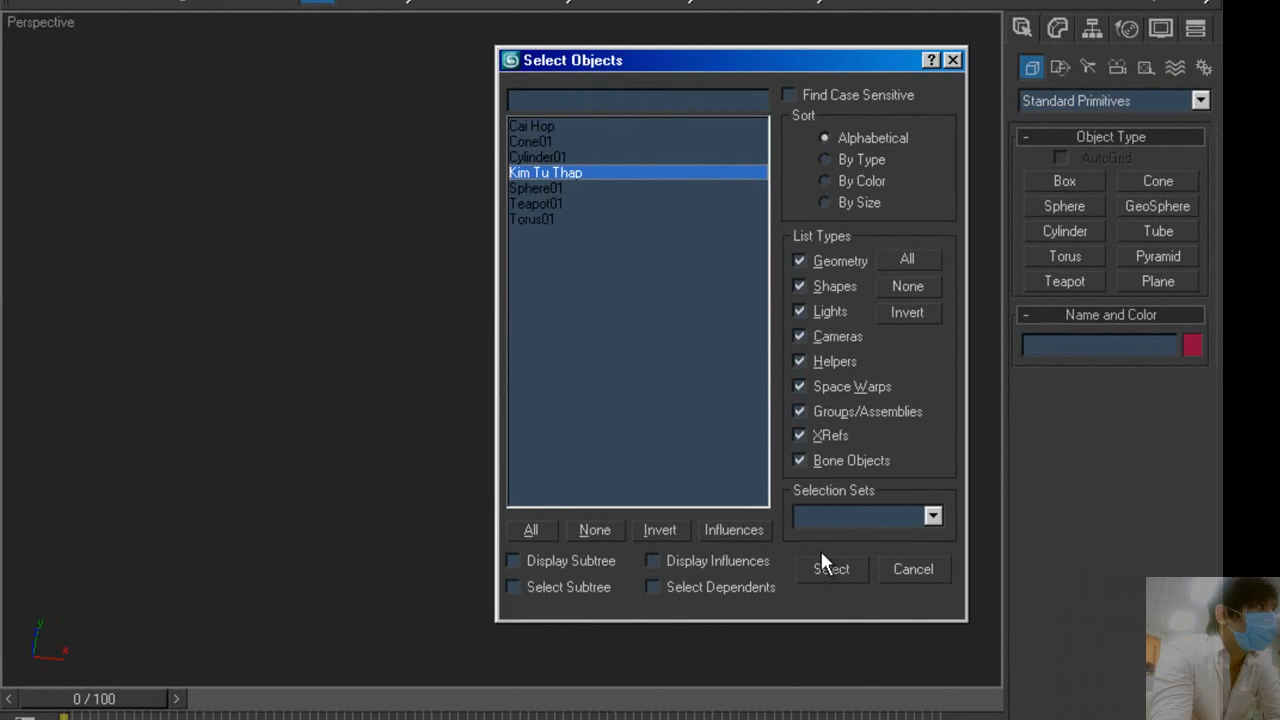 Perspective
Select Objects
?
Find Case Sensitive
Cai Hop
Cone01
Cylinder01
Kim Tu Thap
Sphere01
Teapot01
Torus01
Sort
Alphabetical
By Type
By Color
By Size
List Types
Geometry
All
Shapes
None
Lights
Invert
Cameras
Helpers
Space Warps
Groups/Assemblies
XRefs
Bone Objects
Selection Sets
All
None
Invert
Influences
Display Subtree
Display Influences
Select Subtree
Select Dependents
Select
Cancel
Standard Primitives
- Object Type
AutoGrid
Box
Cone
Sphere
GeoSphere
Cylinder
Tube
Torus
Pyramid
Teapot
Plane
- Name and Color
y
x
< 0 / 100 >